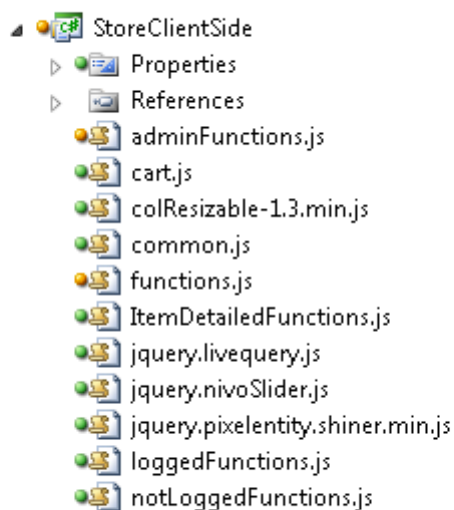 StoreClientSide
Properties
References
adminFunctions.js
cart.js
colResizable-1.3.min.js
common.js
functions.js
ItemDetailedFunctions.js
jquery.livequery.js
jquery.nivoSlider.js
jquery.pixelentity.shiner.min.js
loggedFunctions.js
notLoggedFunctions.js